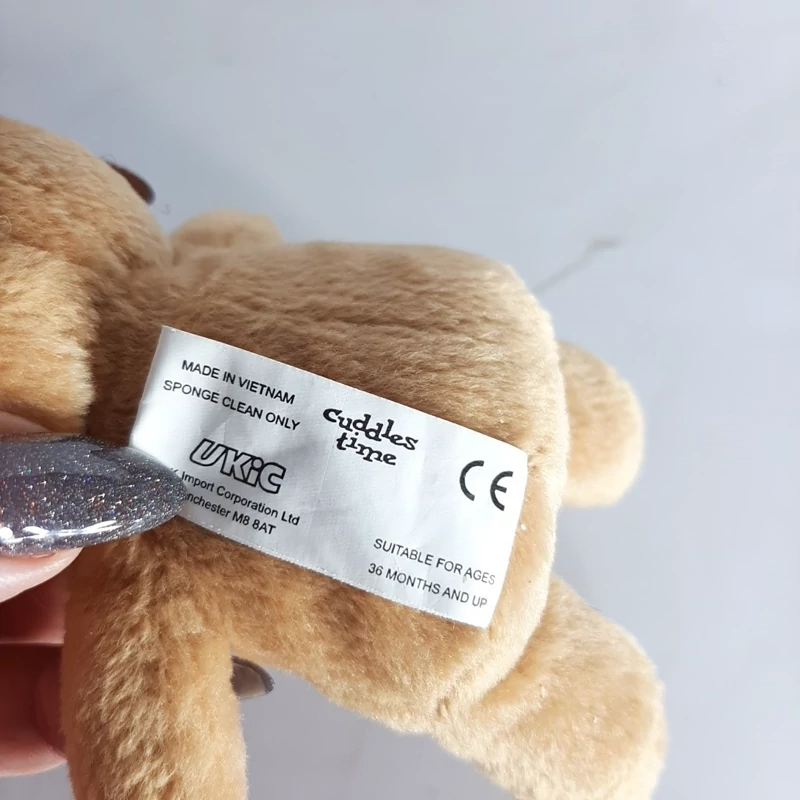 MADE IN VIETNAM
SPONGE CLEAN ONLY
cuddles
time
UKiC
Import Corporation Ltd
M8 8AT
CE
SUITABLE FOR AGES
36 MONTHS AND UP